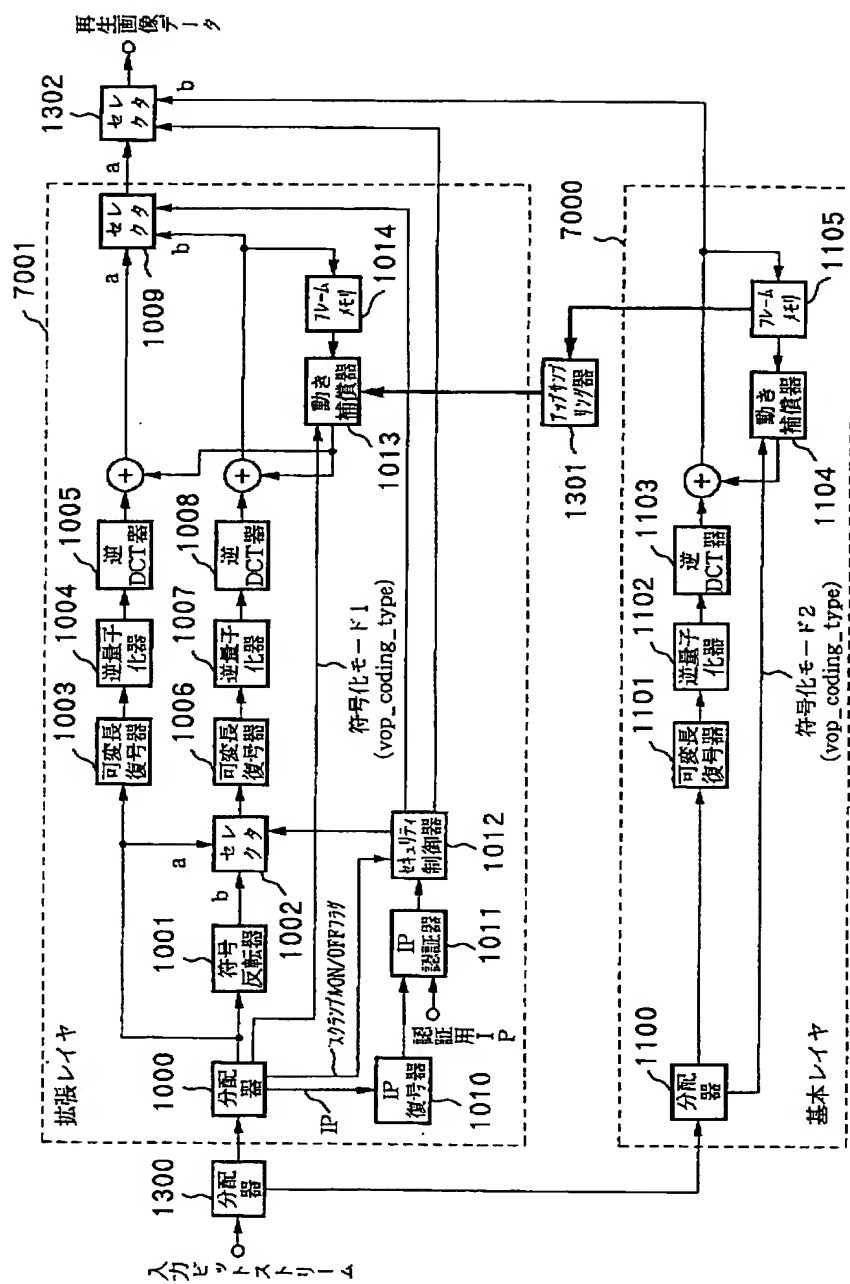 入力ビットストリーム
1300
分配器
7001
拡張レイヤ
1000
分配器
1001
符号反転器
a
b
セレクタ
1002
1003
可変長復号器
1004
逆量子化器
1005
逆DCT器
+
1006
可変長復号器
1007
逆量子化器
1008
逆DCT器
+
a
b
セレクタ
1009
フレームメモリ
1014
動き補償器
1013
符号化モード1
(vop_coding_type)
スクランブルON/OFFフラグ
IP
IP復号器
1010
認証用IP
IP認証器
1011
セキュリティ制御器
1012
a
b
1302
セレクタ
再生画像データ
アップサンプリング器
1301
7000
基本レイヤ
1100
分配器
1101
可変長復号器
1102
逆量子化器
1103
逆DCT器
+
フレームメモリ
1105
動き補償器
1104
符号化モード2
(vop_coding_type)